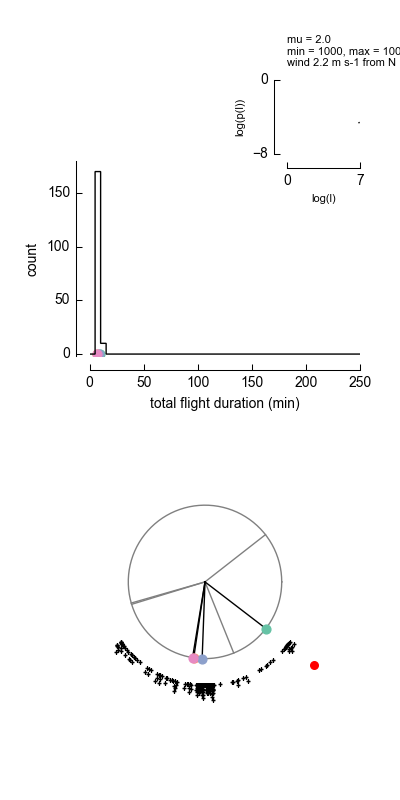 mu = 2.0
min = 1000, max = 100
wind 2.2 m s-1 from N
0
log(p(l))
−8
0 7
log(l)
150
100
50
0
count
0 50 100 150 200 250
total flight duration (min)